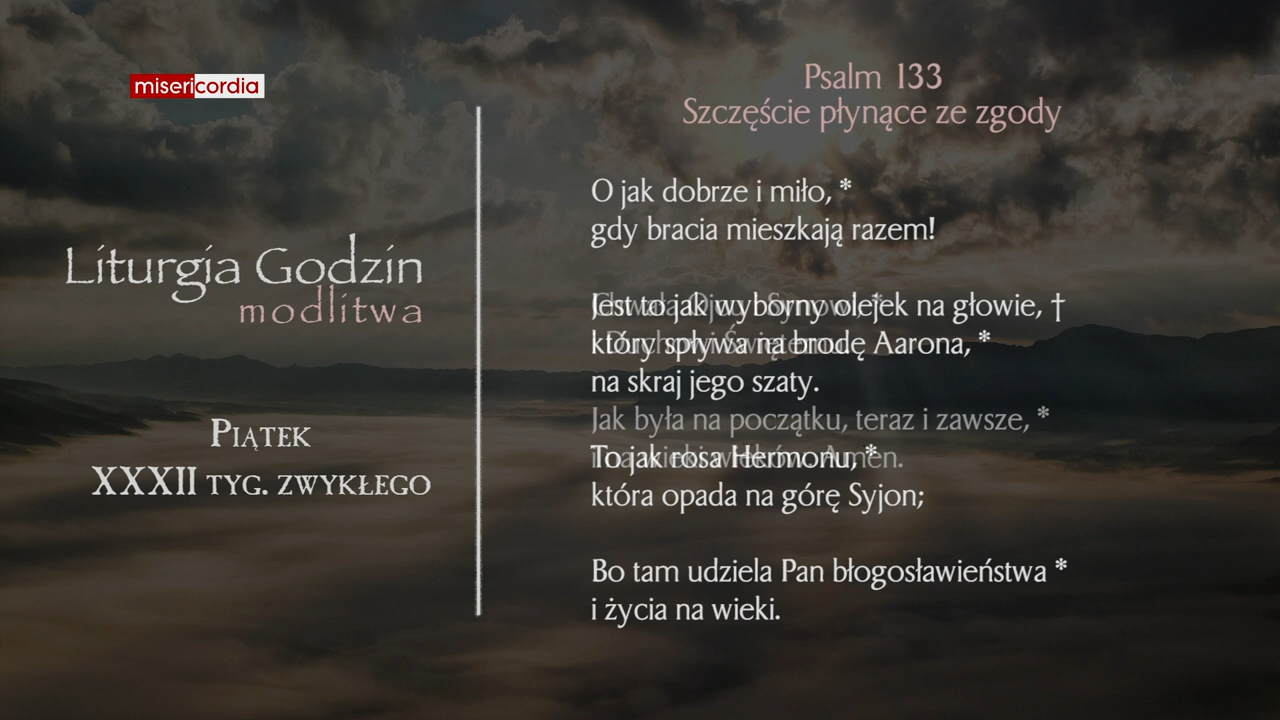 misericordia
Psalm 133
Szczęście płynące ze zgody
O jak dobrze i miło, *
gdy bracia mieszkają razem!
Liturgia Godzin
modlitwa
Jest to jak wyborny olejek na głowie, †
który spływa na brodę Aarona, *
na skraj jego szaty.
Jak była na początku, teraz i zawsze, *
To jak rosa Hermonu, *
która opada na górę Syjon;
Piątek
XXXII tyg. zwykłego
Bo tam udziela Pan błogosławieństwa *
i życia na wieki.